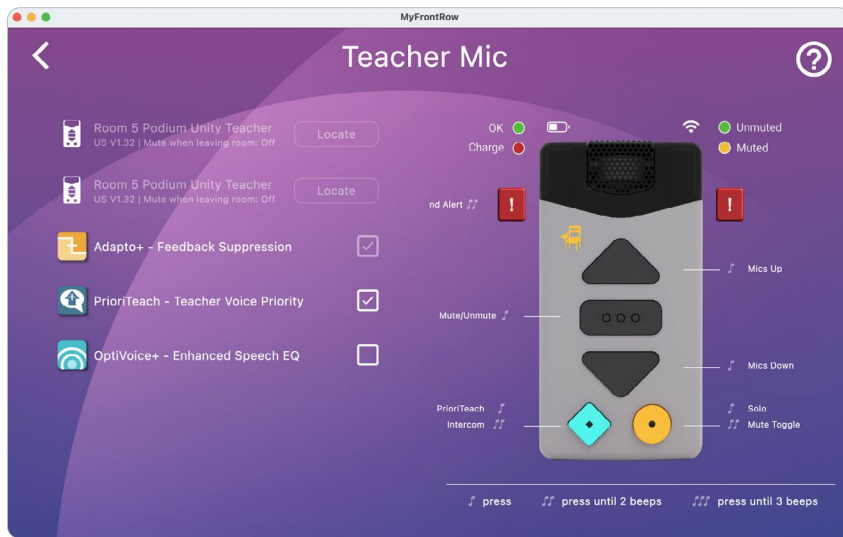 MyFrontRow
Teacher Mic
?
Room 5 Podium Unity Teacher
US V1.32 | Mute when leaving room: Off
Locate
Room 5 Podium Unity Teacher
US V1.32 | Mute when leaving room: Off
Locate
Adapto+ - Feedback Suppression
PrioriTeach - Teacher Voice Priority
OptiVoice+ - Enhanced Speech EQ
OK
Charge
Unmuted
Muted
nd Alert
!
!
Mics Up
Mute/Unmute
Mics Down
PrioriTeach
Intercom
Solo
Mute Toggle
press
press until 2 beeps
press until 3 beeps